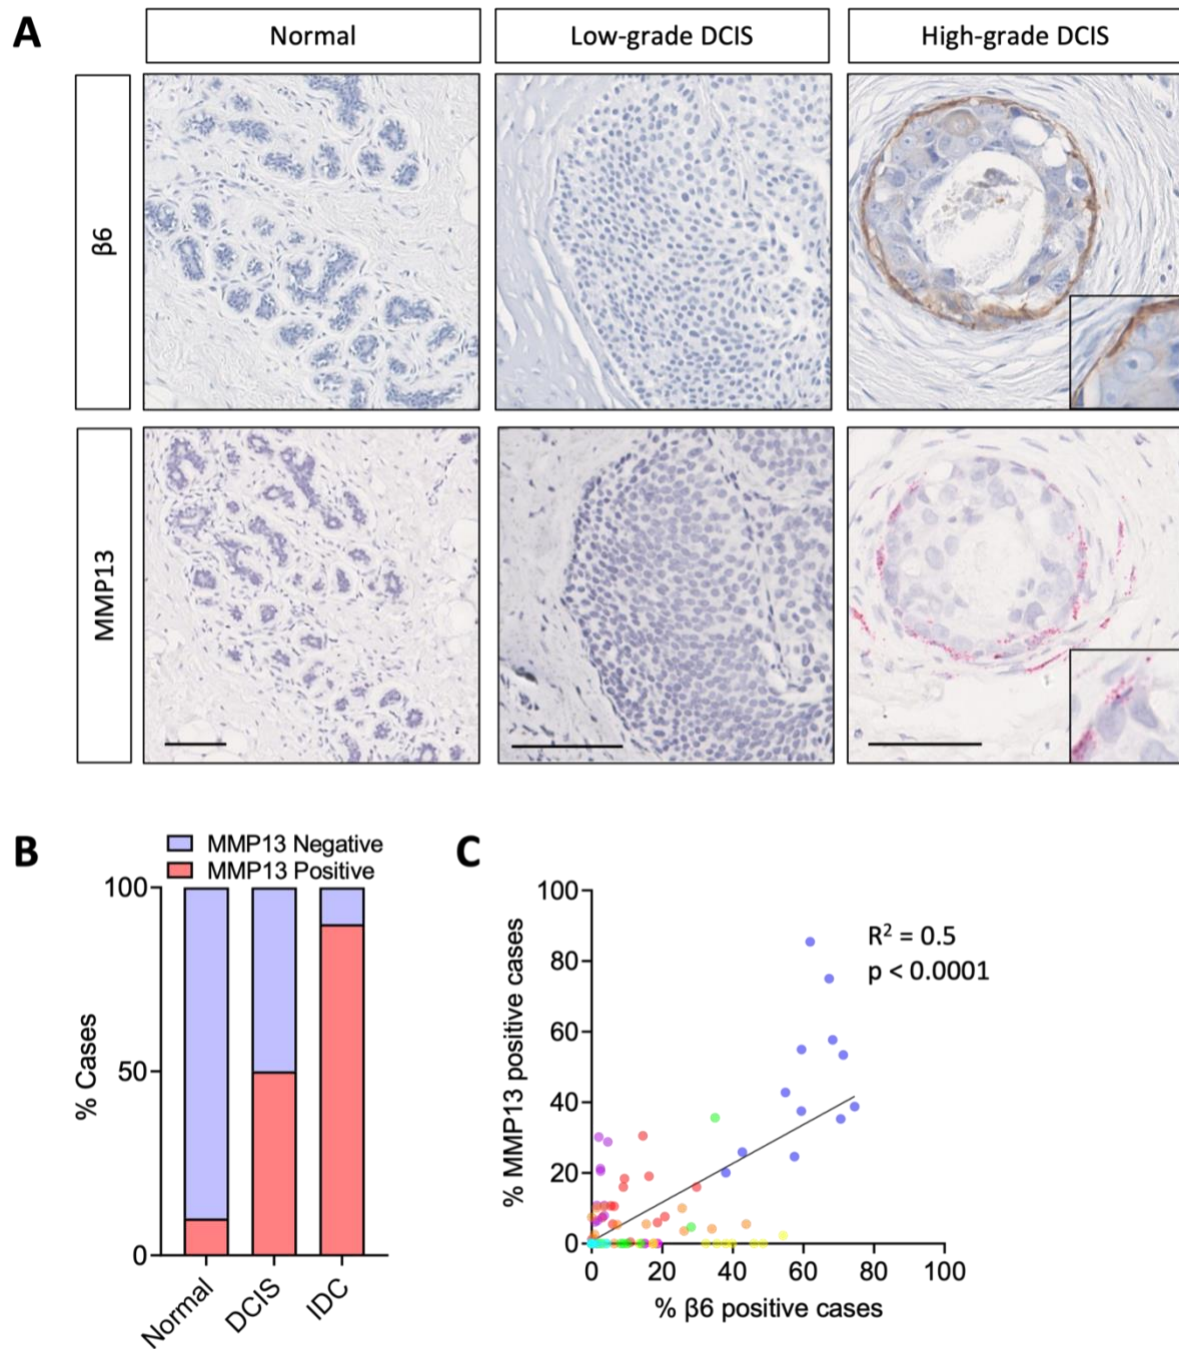 A
Normal
Low-grade DCIS
High-grade DCIS
β6
MMP13
B
MMP13 Negative
MMP13 Positive
100
50
0
% Cases
Normal
DCIS
IDC
C
100
80
60
40
20
0
% MMP13 positive cases
R² = 0.5
p < 0.0001
0 20 40 60 80 100
% β6 positive cases